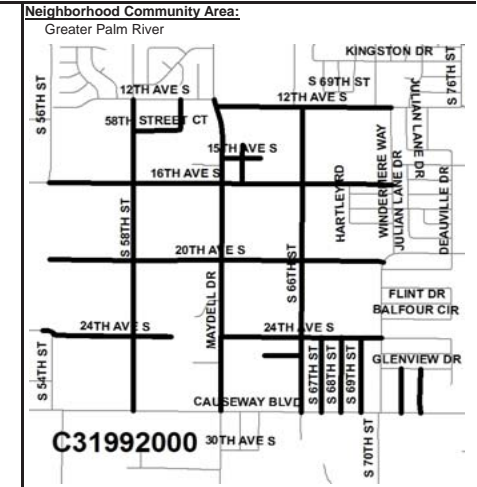 Neighborhood Community Area:
Greater Palm River
KINGSTON DR
S 56TH ST
S 69TH ST
S 76TH ST
12TH AVE S
12TH AVE S
58TH STREET CT
JULIAN LANE DR
15TH AVE S
16TH AVE S
HARTLEY RD
WINDERMERE WAY
JULIAN LANE DR
DEAUVILLE DR
S 58TH ST
20TH AVE S
S 66TH ST
MAYDELL DR
FLINT DR
BALFOUR CIR
24TH AVE S
24TH AVE S
S 54TH ST
GLENVIEW DR
S 67TH ST
S 68TH ST
S 69TH ST
CAUSEWAY BLVD
C31992000
30TH AVE S
S 70TH ST